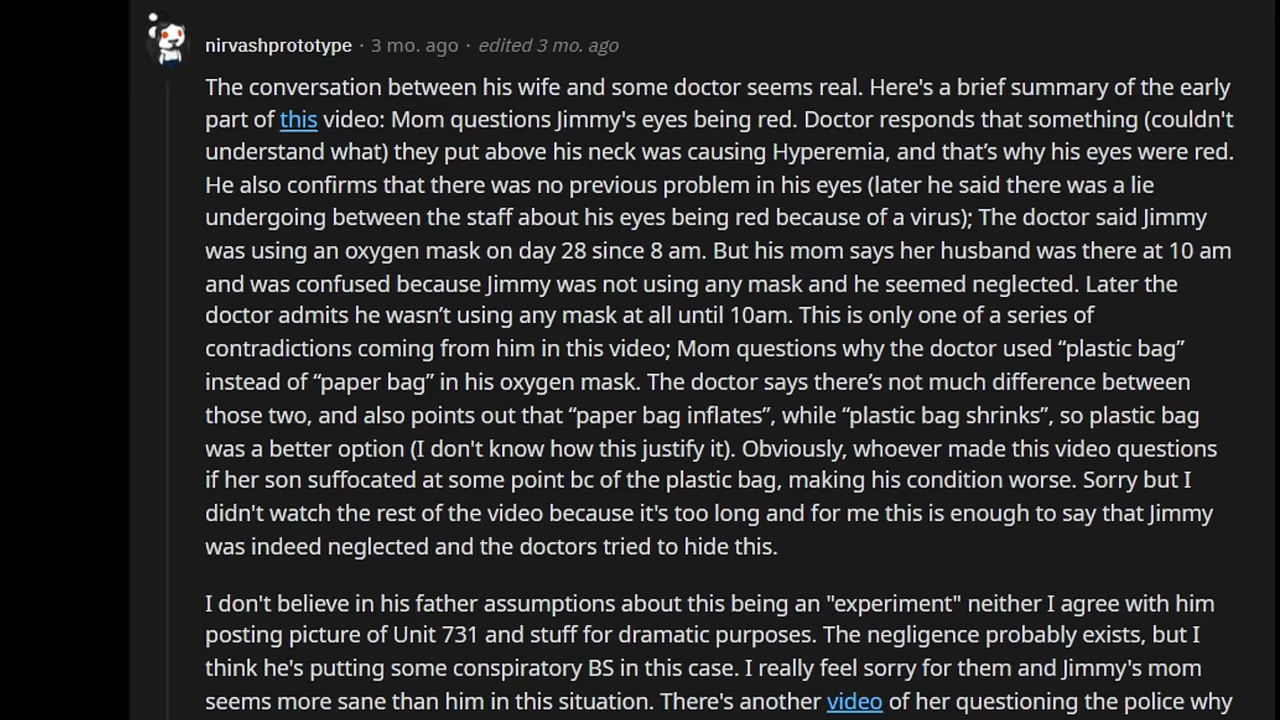 nirvashprototype · 3 mo. ago · edited 3 mo. ago
The conversation between his wife and some doctor seems real. Here's a brief summary of the early
part of this video: Mom questions Jimmy's eyes being red. Doctor responds that something (couldn't
understand what) they put above his neck was causing Hyperemia, and that’s why his eyes were red.
He also confirms that there was no previous problem in his eyes (later he said there was a lie
undergoing between the staff about his eyes being red because of a virus); The doctor said Jimmy
was using an oxygen mask on day 28 since 8 am. But his mom says her husband was there at 10 am
and was confused because Jimmy was not using any mask and he seemed neglected. Later the
doctor admits he wasn’t using any mask at all until 10am. This is only one of a series of
contradictions coming from him in this video; Mom questions why the doctor used “plastic bag”
instead of “paper bag” in his oxygen mask. The doctor says there’s not much difference between
those two, and also points out that “paper bag inflates”, while “plastic bag shrinks”, so plastic bag
was a better option (I don't know how this justify it). Obviously, whoever made this video questions
if her son suffocated at some point bc of the plastic bag, making his condition worse. Sorry but I
didn't watch the rest of the video because it's too long and for me this is enough to say that Jimmy
was indeed neglected and the doctors tried to hide this.
I don't believe in his father assumptions about this being an "experiment" neither I agree with him
posting picture of Unit 731 and stuff for dramatic purposes. The negligence probably exists, but I
think he's putting some conspiratory BS in this case. I really feel sorry for them and Jimmy's mom
seems more sane than him in this situation. There's another video of her questioning the police why